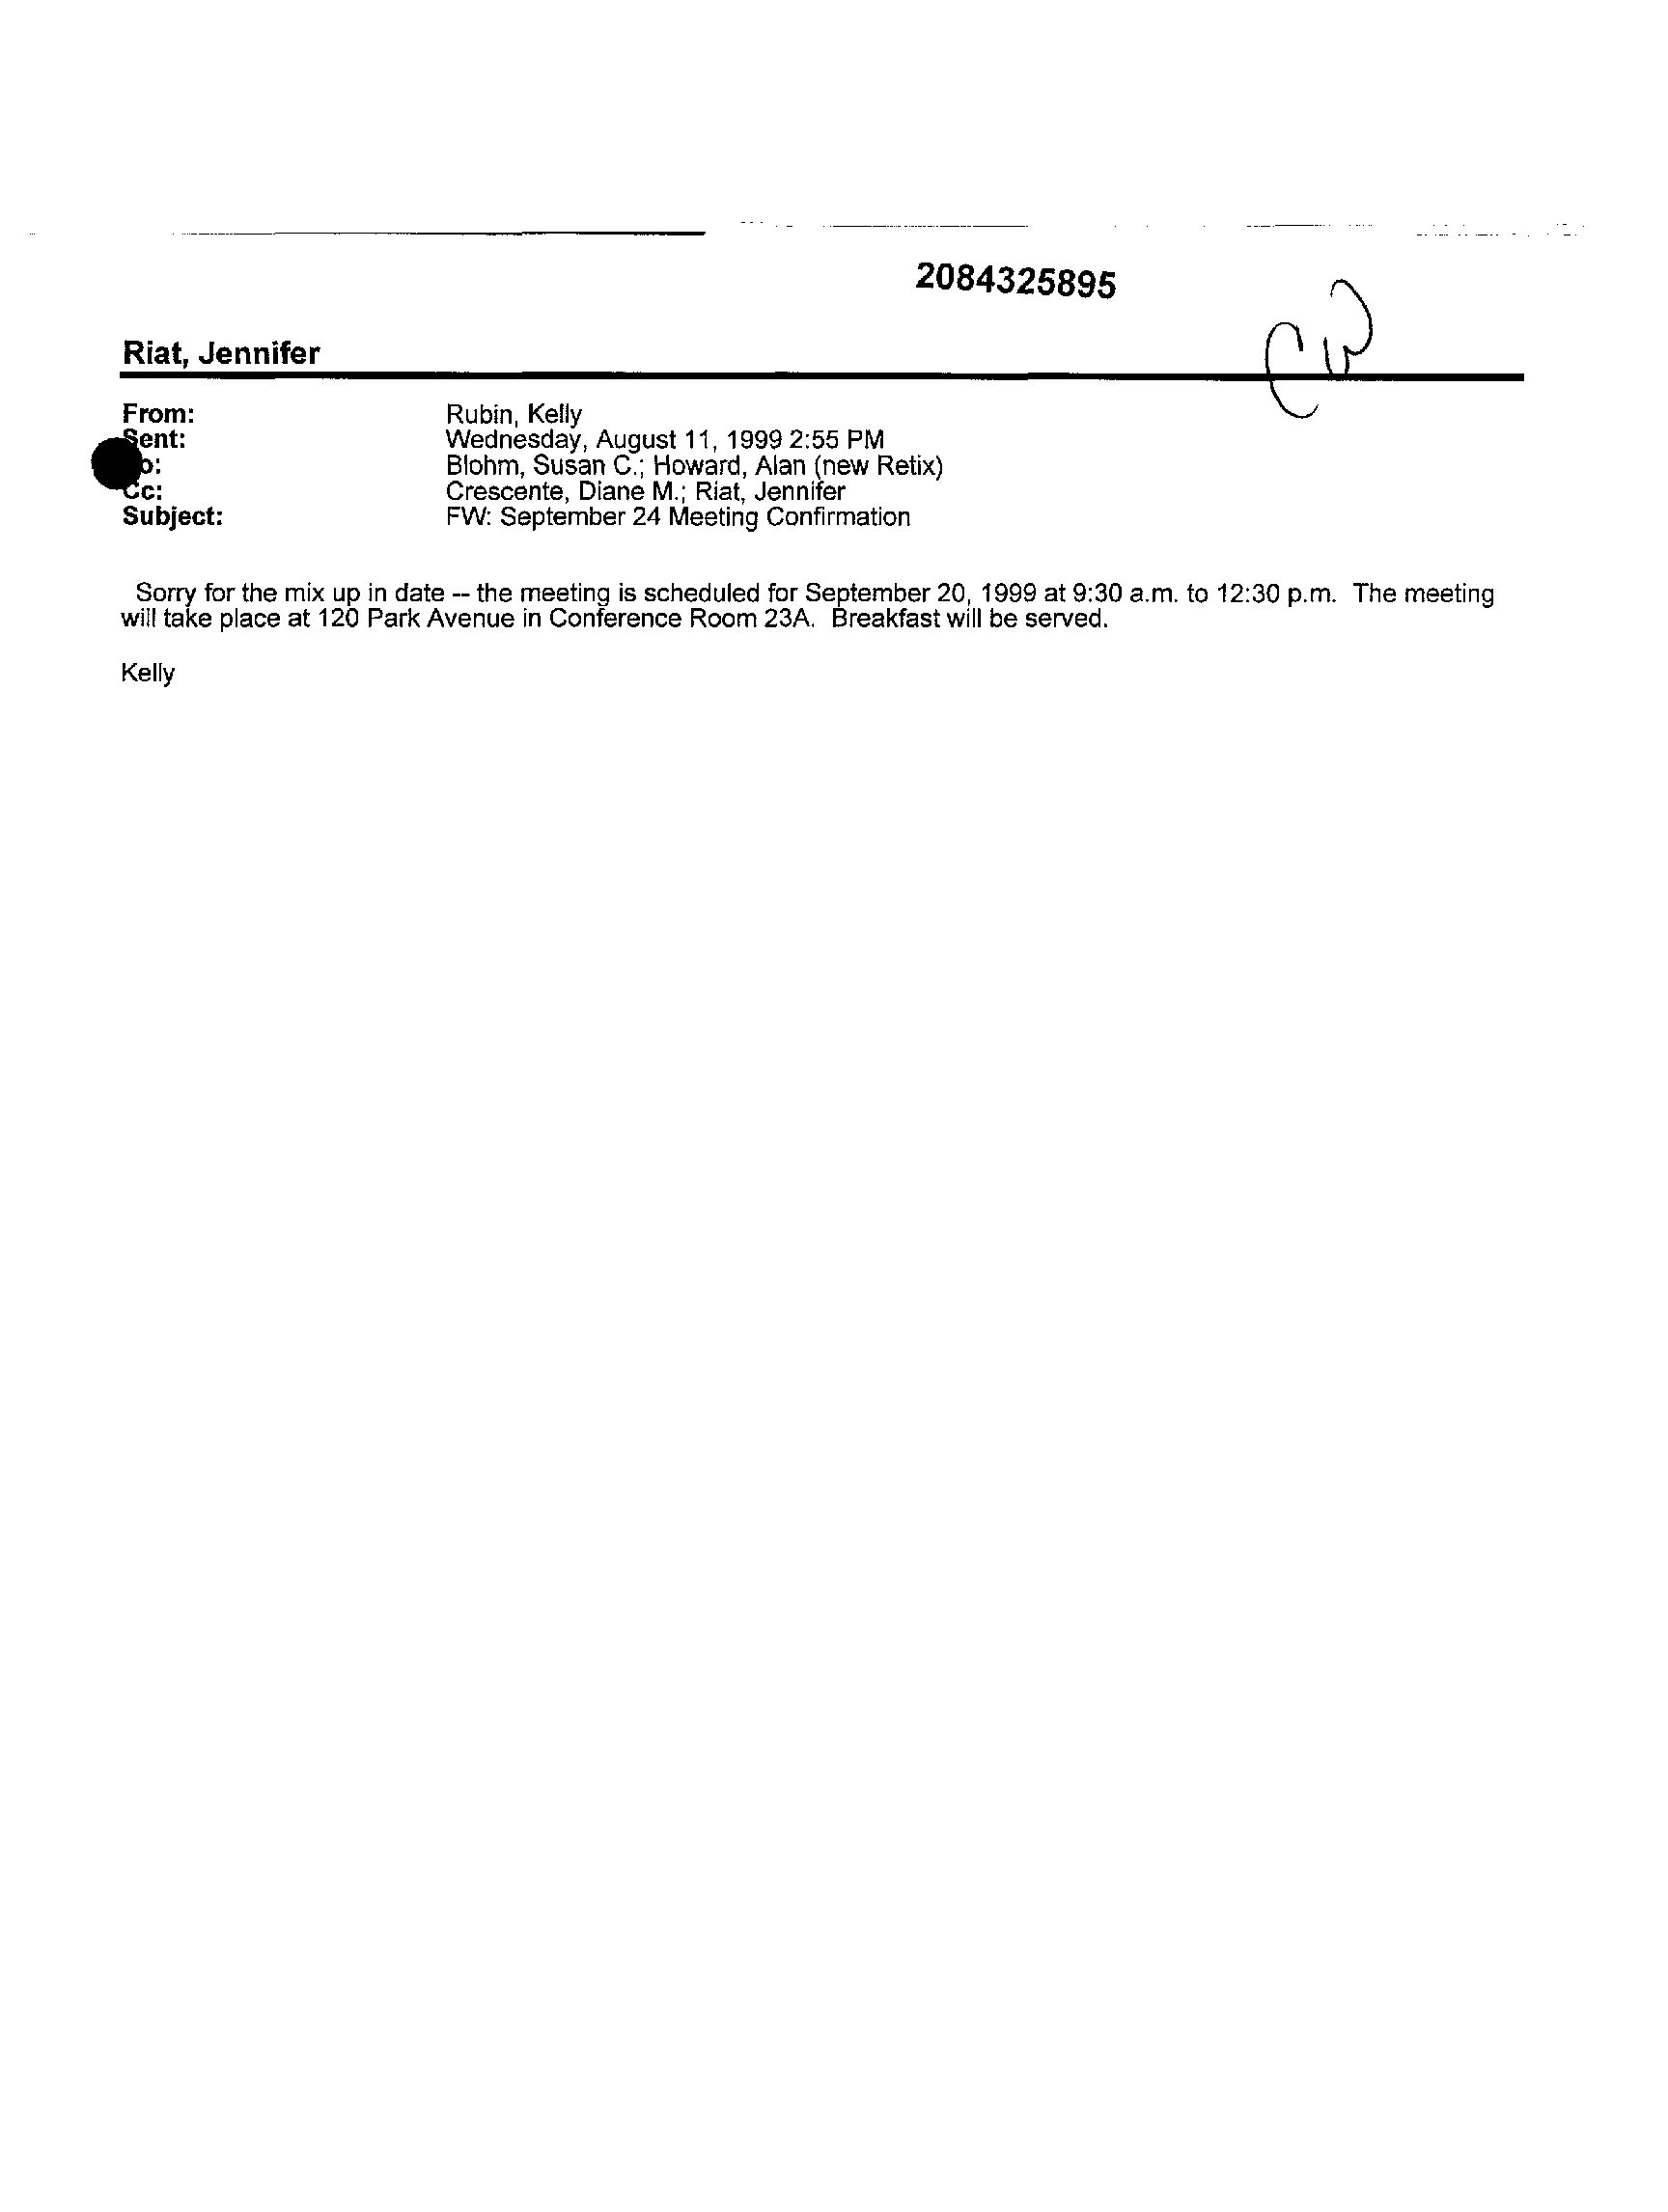 2084325895
Riat, Jennifer
From: Rubin, Kelly
Sent: Wednesday, August 11, 1999 2:55 PM
o: Blohm, Susan C.; Howard, Alan (new Retix)
Cc: Crescente, Diane M.; Riat, Jennifer
Subject: FW: September 24 Meeting Confirmation
Sorry for the mix up in date -- the meeting is scheduled for September 20, 1999 at 9:30 a.m. to 12:30 p.m. The meeting
will take place at 120 Park Avenue in Conference Room 23A. Breakfast will be served.
Kelly